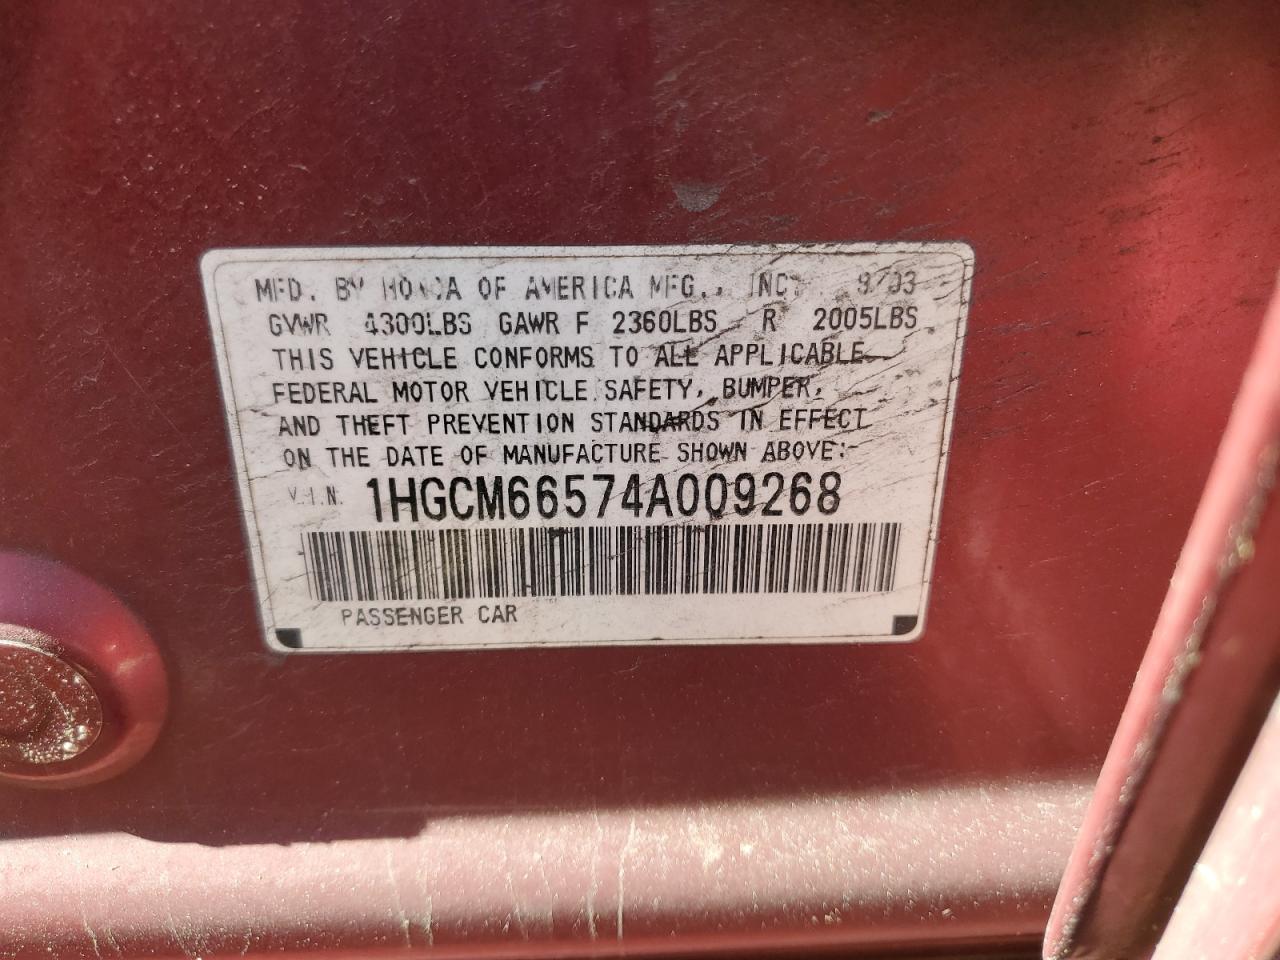 MFD. BY HONDA OF AMERICA MFG., INC. 9/03
GVWR 4300LBS GAWR F 2360LBS R 2005LBS
THIS VEHICLE CONFORMS TO ALL APPLICABLE
FEDERAL MOTOR VEHICLE SAFETY, BUMPER,
AND THEFT PREVENTION STANDARDS IN EFFECT
ON THE DATE OF MANUFACTURE SHOWN ABOVE:
V.I.N. 1HGCM66574A009268
PASSENGER CAR